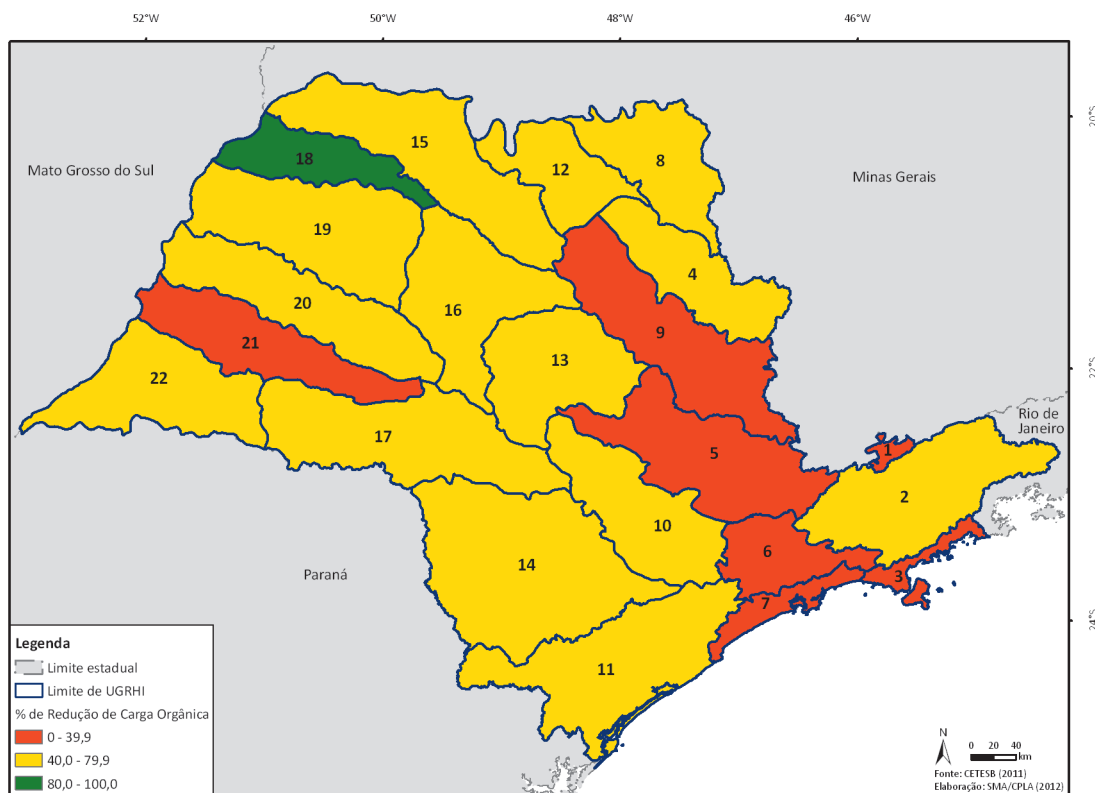 52°W
50°W
48°W
46°W
20°S
22°S
24°S
Mato Grosso do Sul
Minas Gerais
Rio de
Janeiro
Paraná
15
18
12
8
19
4
20
16
9
21
13
22
17
5
1
2
10
6
14
3
7
11
Legenda
Limite estadual
Limite de UGRHI
% de Redução de Carga Orgânica
0 - 39,9
40,0 - 79,9
80,0 - 100,0
N
0 20 40
km
Fonte: CETESB (2011)
Elaboração: SMA/CPLA (2012)